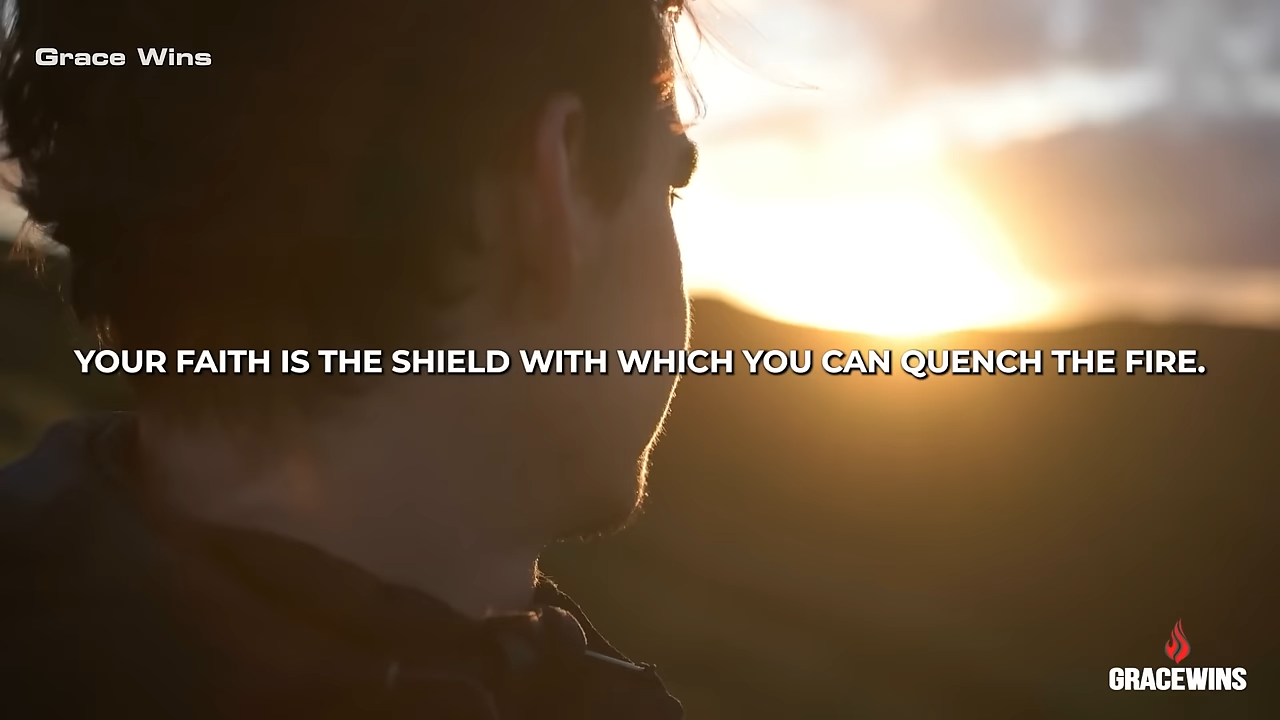 Grace Wins
YOUR FAITH IS THE SHIELD WITH WHICH YOU CAN QUENCH THE FIRE.
GRACEWINS